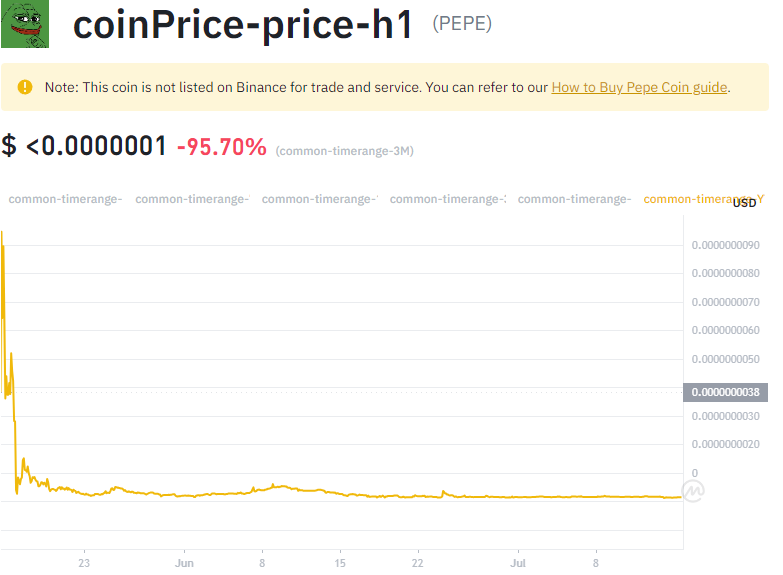 coinPrice-price-h1 (PEPE)
Note: This coin is not listed on Binance for trade and service. You can refer to our How to Buy Pepe Coin guide.
$ <0.0000001 -95.70% (common-timerange-3M)
common-timerange- common-timerange- common-timerange- common-timerange- common-timerange- common-timerange-Y
USD
0.0000000090
0.0000000080
0.0000000070
0.0000000060
0.0000000050
0.0000000038
0.0000000030
0.0000000020
0
23 Jun 8 15 22 Jul 8